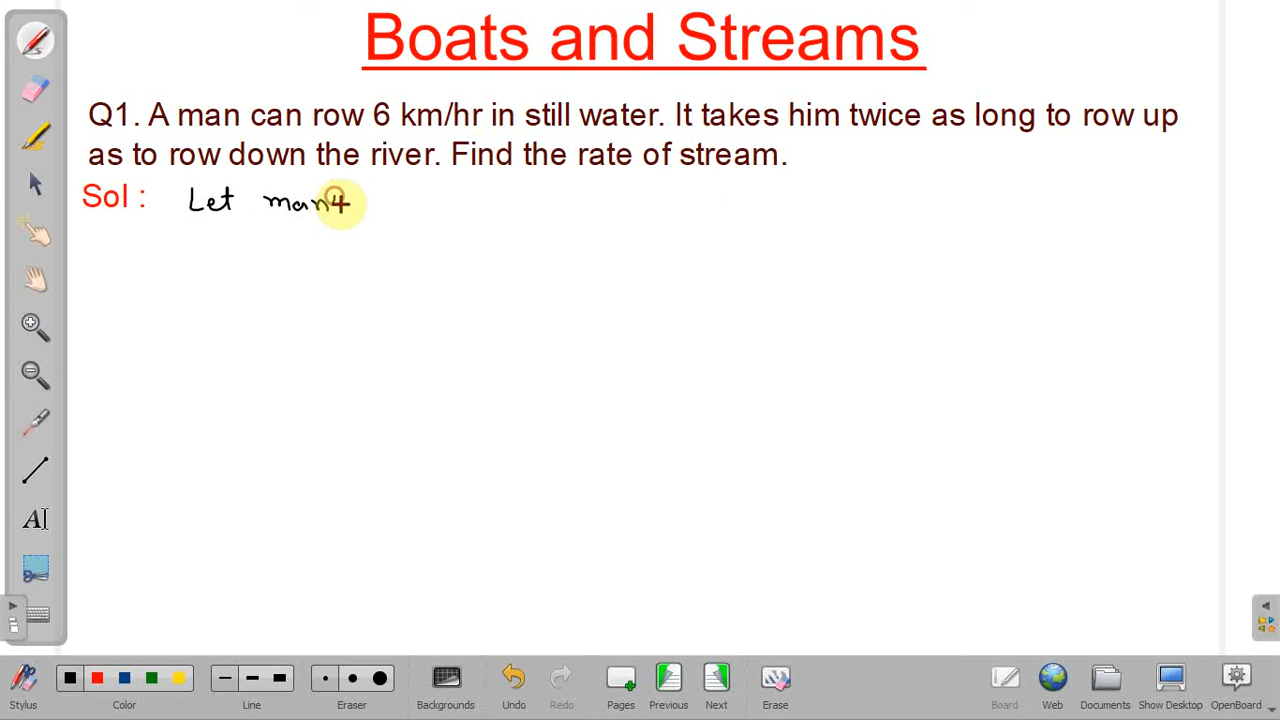 Boats and Streams
Q1. A man can row 6 km/hr in still water. It takes him twice as long to row up
as to row down the river. Find the rate of stream.
Sol : Let man
Stylus
Color
Line
Eraser
Backgrounds
Undo
Redo
Pages
Previous
Next
Erase
Board
Web
Documents
Show Desktop
OpenBoard